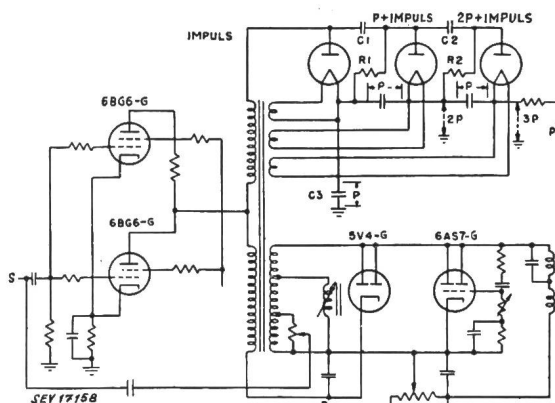 IMPULS
P+IMPULS
2P+IMPULS
C1
C2
R1
R2
P
P
6BG6-G
2P
3P
P
C3
P
6BG6-G
5V4-G
6AS7-G
S
SEV 17158